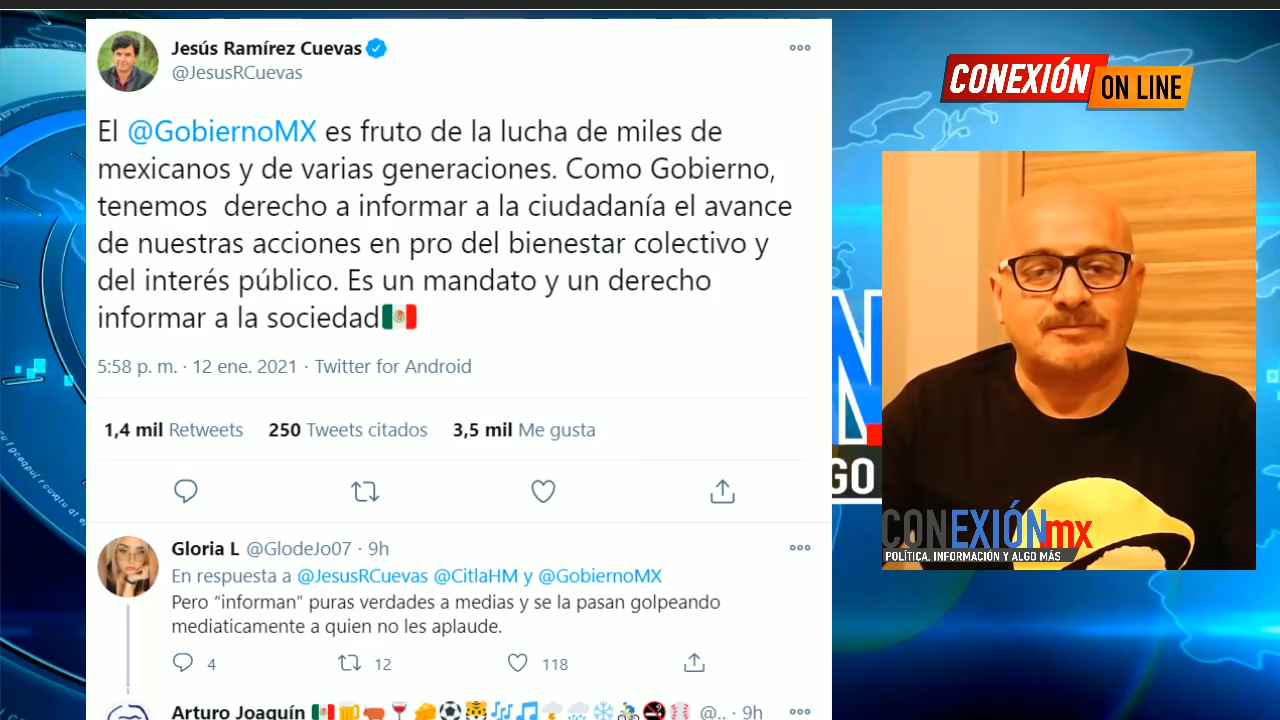 Jesús Ramírez Cuevas
@JesusRCuevas
El @GobiernoMX es fruto de la lucha de miles de
mexicanos y de varias generaciones. Como Gobierno,
tenemos derecho a informar a la ciudadanía el avance
de nuestras acciones en pro del bienestar colectivo y
del interés público. Es un mandato y un derecho
informar a la sociedad🇲🇽
5:58 p. m. · 12 ene. 2021 · Twitter for Android
1,4 mil Retweets 250 Tweets citados 3,5 mil Me gusta
Gloria L @GlodeJo07 · 9h
En respuesta a @JesusRCuevas @CitlaHM y @GobiernoMX
Pero “informan” puras verdades a medias y se la pasan golpeando
mediaticamente a quien no les aplaude.
4 12 118
Arturo Joaquín 🇲🇽🍺🐂🍷🧀⚽🐯🎶🎵🌩️🌨️❄️🚴🚭⚾ @.. · 9h
CONEXIÓN
ON LINE
N
GO
CONEXIÓNmx
POLÍTICA, INFORMACIÓN Y ALGO MÁS